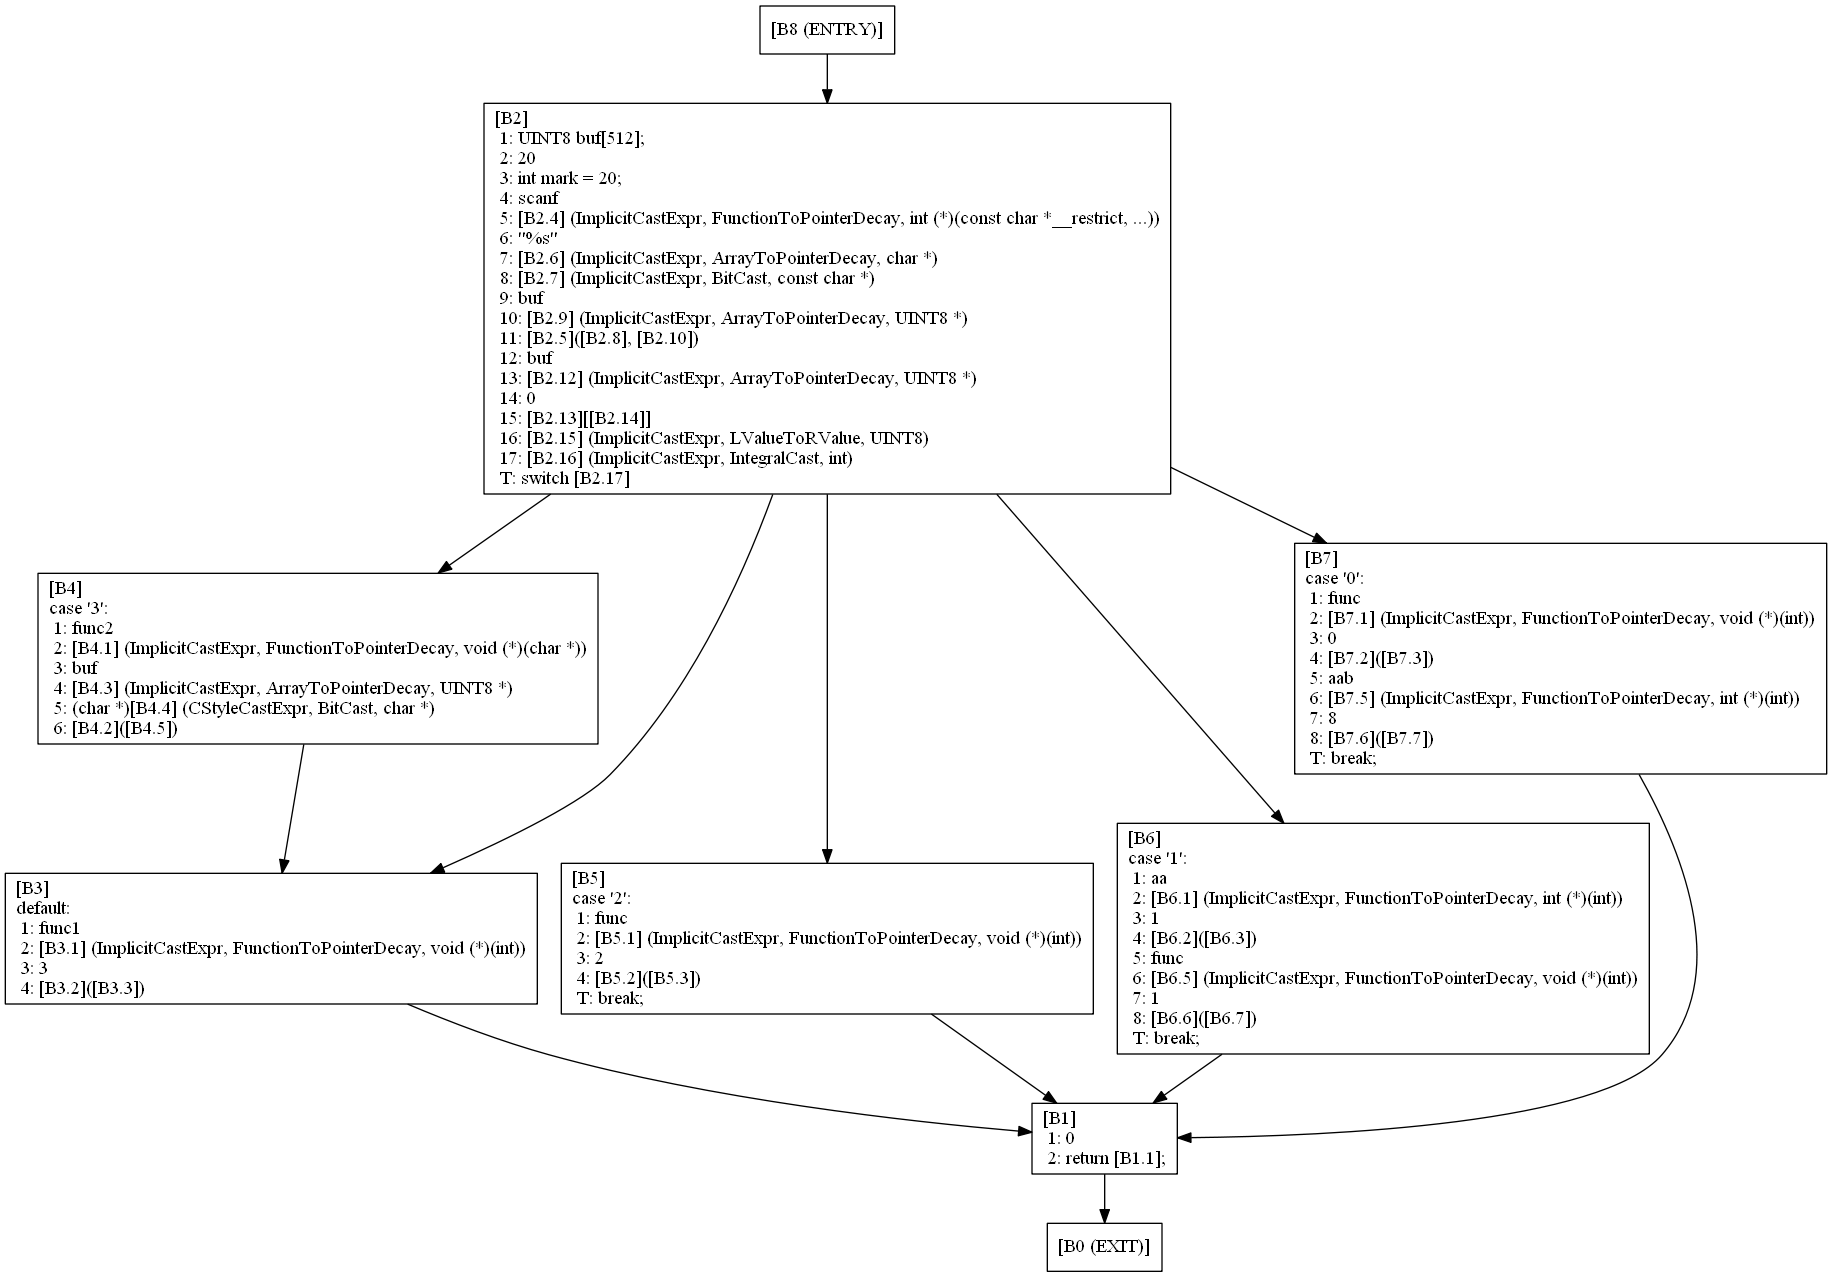 [B8 (ENTRY)]
[B2]
1: UINT8 buf[512];
2: 20
3: int mark = 20;
4: scanf
5: [B2.4] (ImplicitCastExpr, FunctionToPointerDecay, int (*)(const char *__restrict, ...))
6: "%s"
7: [B2.6] (ImplicitCastExpr, ArrayToPointerDecay, char *)
8: [B2.7] (ImplicitCastExpr, BitCast, const char *)
9: buf
10: [B2.9] (ImplicitCastExpr, ArrayToPointerDecay, UINT8 *)
11: [B2.5]([B2.8], [B2.10])
12: buf
13: [B2.12] (ImplicitCastExpr, ArrayToPointerDecay, UINT8 *)
14: 0
15: [B2.13][[B2.14]]
16: [B2.15] (ImplicitCastExpr, LValueToRValue, UINT8)
17: [B2.16] (ImplicitCastExpr, IntegralCast, int)
T: switch [B2.17]
[B4]
case '3':
1: func2
2: [B4.1] (ImplicitCastExpr, FunctionToPointerDecay, void (*)(char *))
3: buf
4: [B4.3] (ImplicitCastExpr, ArrayToPointerDecay, UINT8 *)
5: (char *)[B4.4] (CStyleCastExpr, BitCast, char *)
6: [B4.2]([B4.5])
[B7]
case '0':
1: func
2: [B7.1] (ImplicitCastExpr, FunctionToPointerDecay, void (*)(int))
3: 0
4: [B7.2]([B7.3])
5: aab
6: [B7.5] (ImplicitCastExpr, FunctionToPointerDecay, int (*)(int))
7: 8
8: [B7.6]([B7.7])
T: break;
[B3]
default:
1: func1
2: [B3.1] (ImplicitCastExpr, FunctionToPointerDecay, void (*)(int))
3: 3
4: [B3.2]([B3.3])
[B5]
case '2':
1: func
2: [B5.1] (ImplicitCastExpr, FunctionToPointerDecay, void (*)(int))
3: 2
4: [B5.2]([B5.3])
T: break;
[B6]
case '1':
1: aa
2: [B6.1] (ImplicitCastExpr, FunctionToPointerDecay, int (*)(int))
3: 1
4: [B6.2]([B6.3])
5: func
6: [B6.5] (ImplicitCastExpr, FunctionToPointerDecay, void (*)(int))
7: 1
8: [B6.6]([B6.7])
T: break;
[B1]
1: 0
2: return [B1.1];
[B0 (EXIT)]